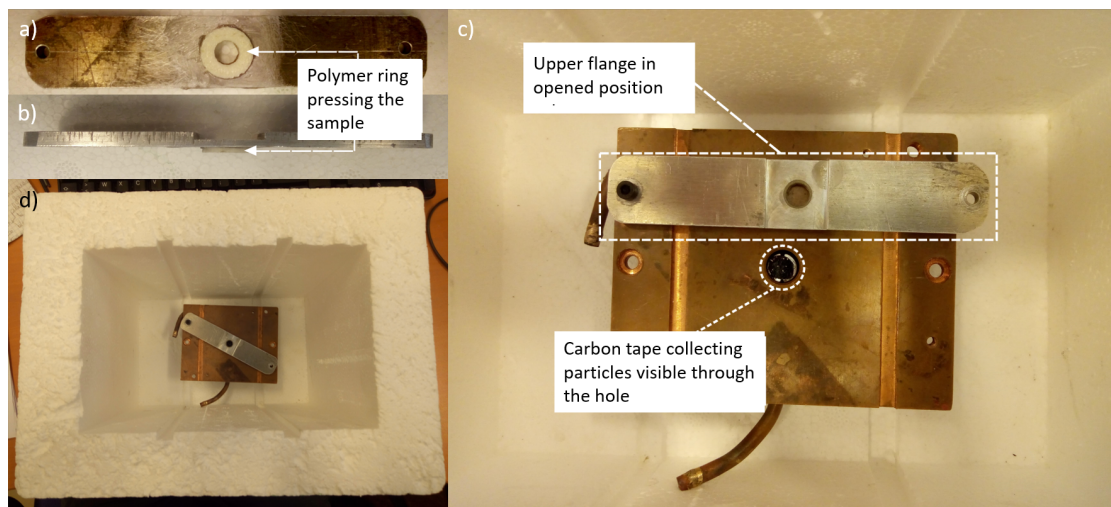 a)
Polymer ring
pressing the
sample
b)
c)
Upper flange in
opened position
Carbon tape collecting
particles visible through
the hole
d)